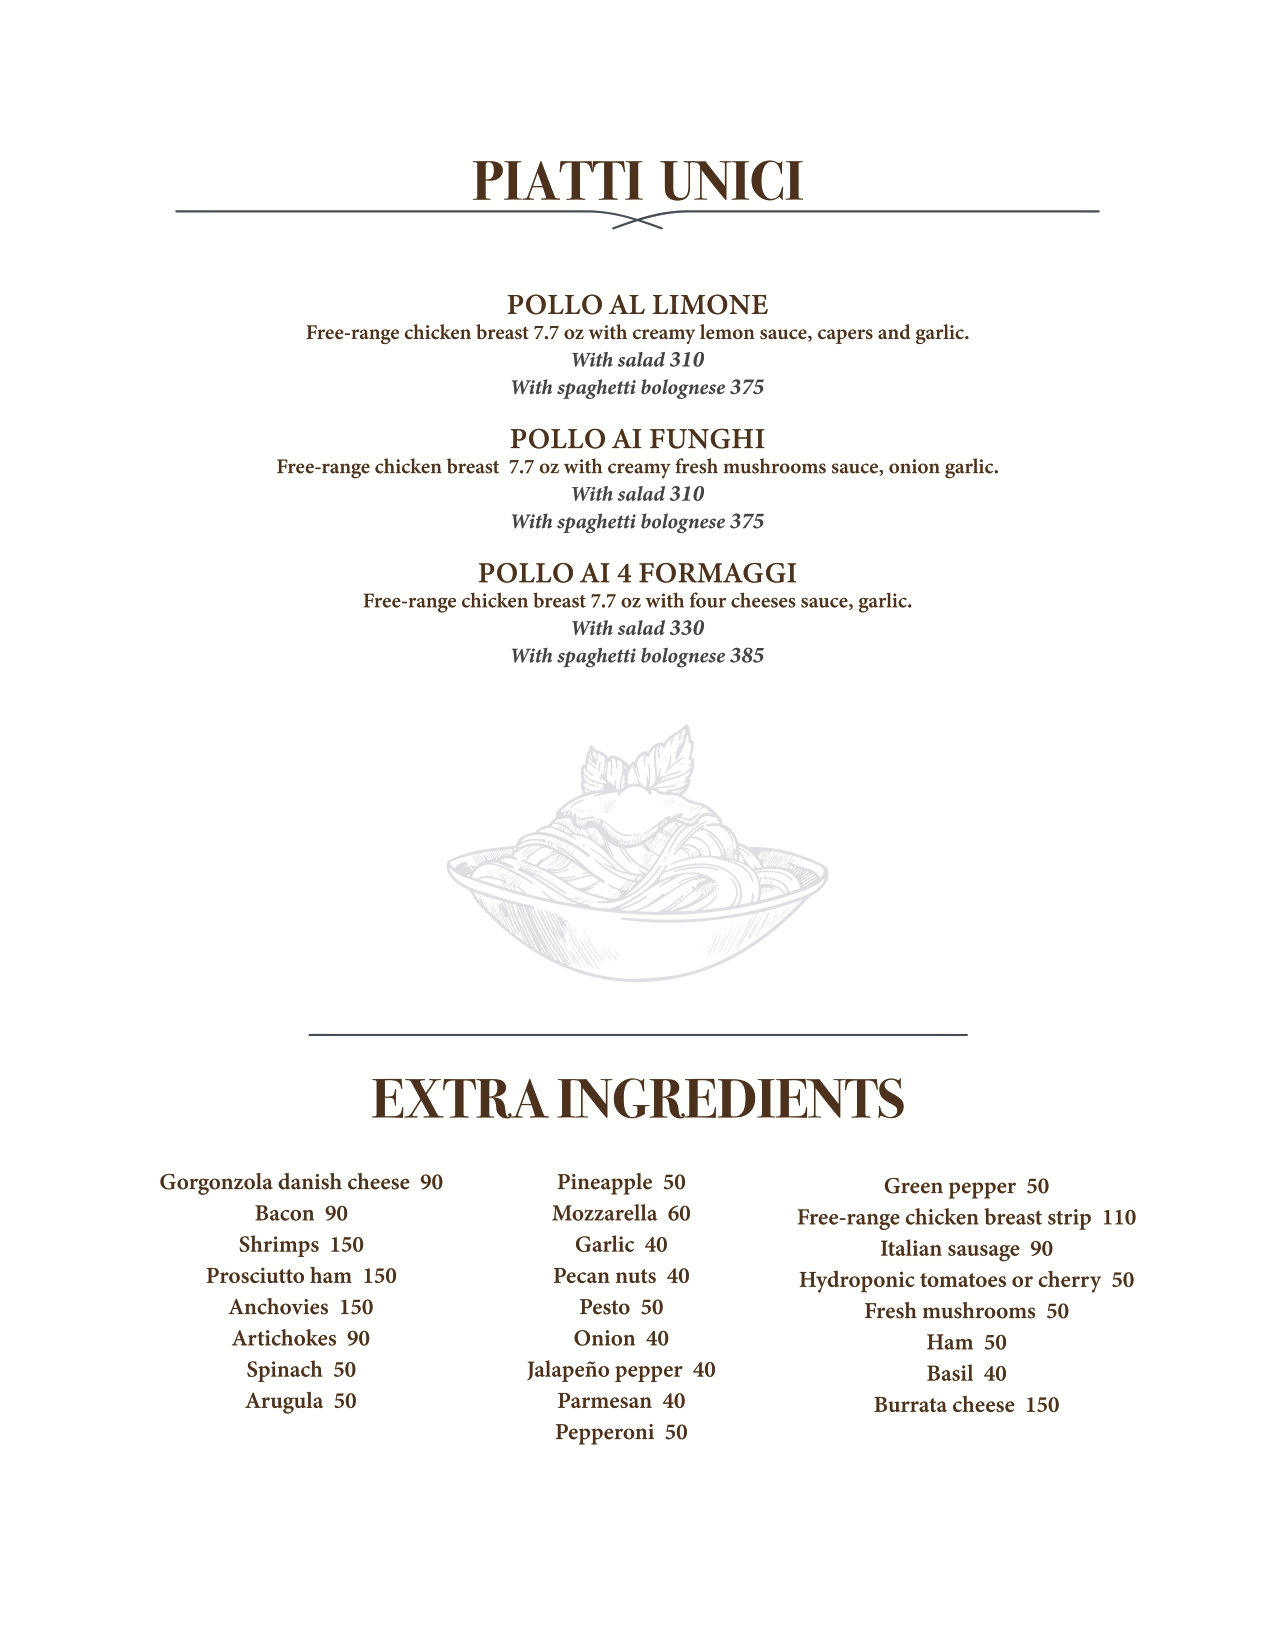 PIATTI UNICI
POLLO AL LIMONE
Free-range chicken breast 7.7 oz with creamy lemon sauce, capers and garlic.
With salad 310
With spaghetti bolognese 375
POLLO AI FUNGHI
Free-range chicken breast 7.7 oz with creamy fresh mushrooms sauce, onion garlic.
With salad 310
With spaghetti bolognese 375
POLLO AI 4 FORMAGGI
Free-range chicken breast 7.7 oz with four cheeses sauce, garlic.
With salad 330
With spaghetti bolognese 385
EXTRA INGREDIENTS
Gorgonzola danish cheese 90
Bacon 90
Shrimps 150
Prosciutto ham 150
Anchovies 150
Artichokes 90
Spinach 50
Arugula 50
Pineapple 50
Mozzarella 60
Garlic 40
Pecan nuts 40
Pesto 50
Onion 40
Jalapeño pepper 40
Parmesan 40
Pepperoni 50
Green pepper 50
Free-range chicken breast strip 110
Italian sausage 90
Hydroponic tomatoes or cherry 50
Fresh mushrooms 50
Ham 50
Basil 40
Burrata cheese 150